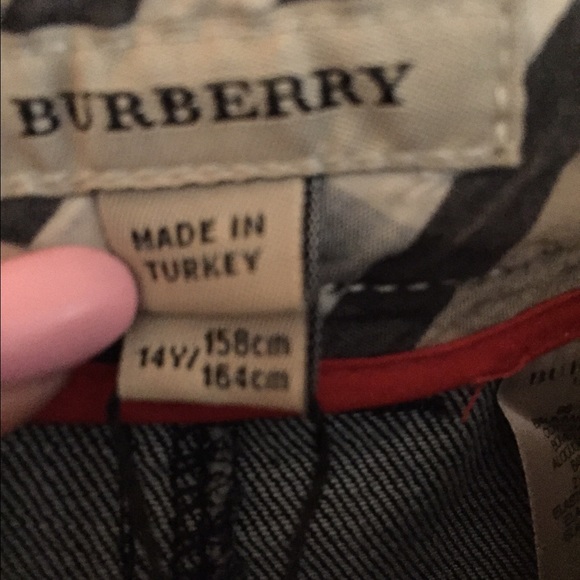 BURBERRY
MADE IN
TURKEY
14Y/ 158cm
164cm